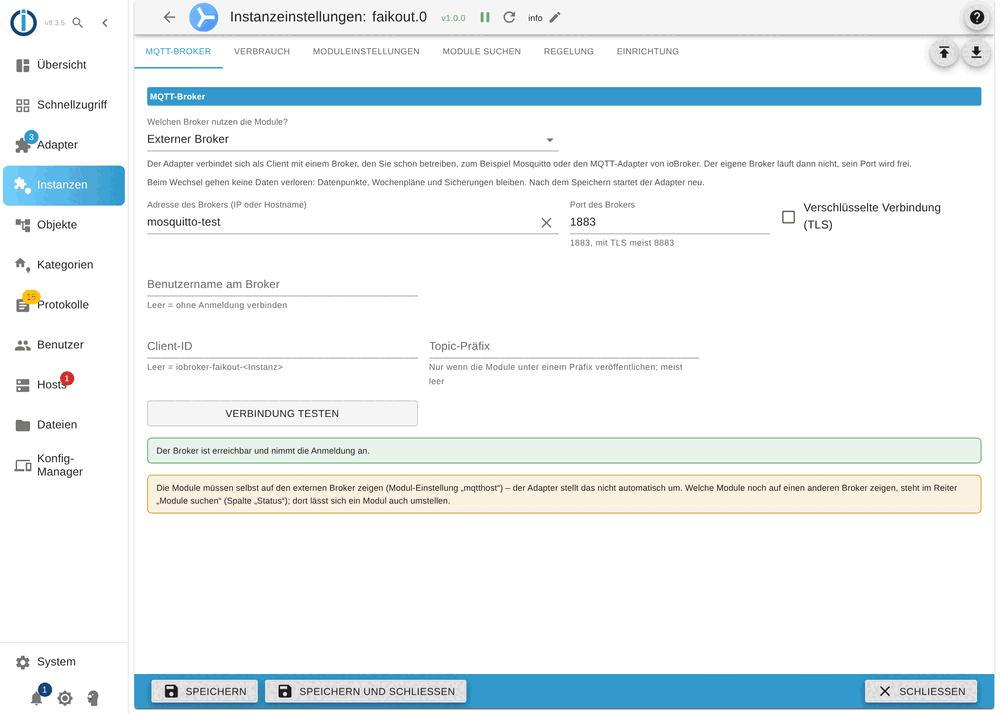 v8.3.5
Instanzeinstellungen: faikout.0
v1.0.0
info
MQTT-BROKER
VERBRAUCH
MODULEINSTELLUNGEN
MODULE SUCHEN
REGELUNG
EINRICHTUNG
Übersicht
Schnellzugriff
3
Adapter
Instanzen
Objekte
Kategorien
Protokolle
Benutzer
1
Hosts
Dateien
Konfig-
Manager
System
1
MQTT-Broker
Welchen Broker nutzen die Module?
Externer Broker
Der Adapter verbindet sich als Client mit einem Broker, den Sie schon betreiben, zum Beispiel Mosquitto oder den MQTT-Adapter von ioBroker. Der eigene Broker läuft dann nicht, sein Port wird frei.
Beim Wechsel gehen keine Daten verloren: Datenpunkte, Wochenpläne und Sicherungen bleiben. Nach dem Speichern startet der Adapter neu.
Adresse des Brokers (IP oder Hostname)
mosquitto-test
Port des Brokers
1883
1883, mit TLS meist 8883
Verschlüsselte Verbindung
(TLS)
Benutzername am Broker
Leer = ohne Anmeldung verbinden
Client-ID
Leer = iobroker-faikout-<Instanz>
Topic-Präfix
Nur wenn die Module unter einem Präfix veröffentlichen; meist
leer
VERBINDUNG TESTEN
Der Broker ist erreichbar und nimmt die Anmeldung an.
Die Module müssen selbst auf den externen Broker zeigen (Modul-Einstellung „mqtthost“) – der Adapter stellt das nicht automatisch um. Welche Module noch auf einen anderen Broker zeigen, steht im Reiter
„Module suchen“ (Spalte „Status“); dort lässt sich ein Modul auch umstellen.
SPEICHERN
SPEICHERN UND SCHLIESSEN
SCHLIESSEN